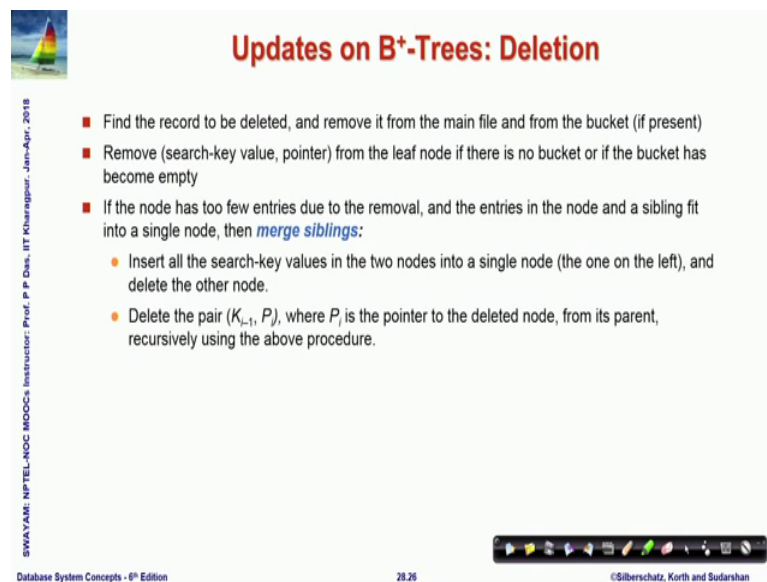 Updates on B+-Trees: Deletion
Find the record to be deleted, and remove it from the main file and from the bucket (if present)
Remove (search-key value, pointer) from the leaf node if there is no bucket or if the bucket has
become empty
If the node has too few entries due to the removal, and the entries in the node and a sibling fit
into a single node, then merge siblings:
Insert all the search-key values in the two nodes into a single node (the one on the left), and
delete the other node.
Delete the pair (Ki–1, Pi), where Pi is the pointer to the deleted node, from its parent,
recursively using the above procedure.
SWAYAM: NPTEL-NOC MOOCs Instructor: Prof. P P Das, IIT Kharagpur. Jan-Apr, 2018
Database System Concepts - 6th Edition
28.26
©Silberschatz, Korth and Sudarshan